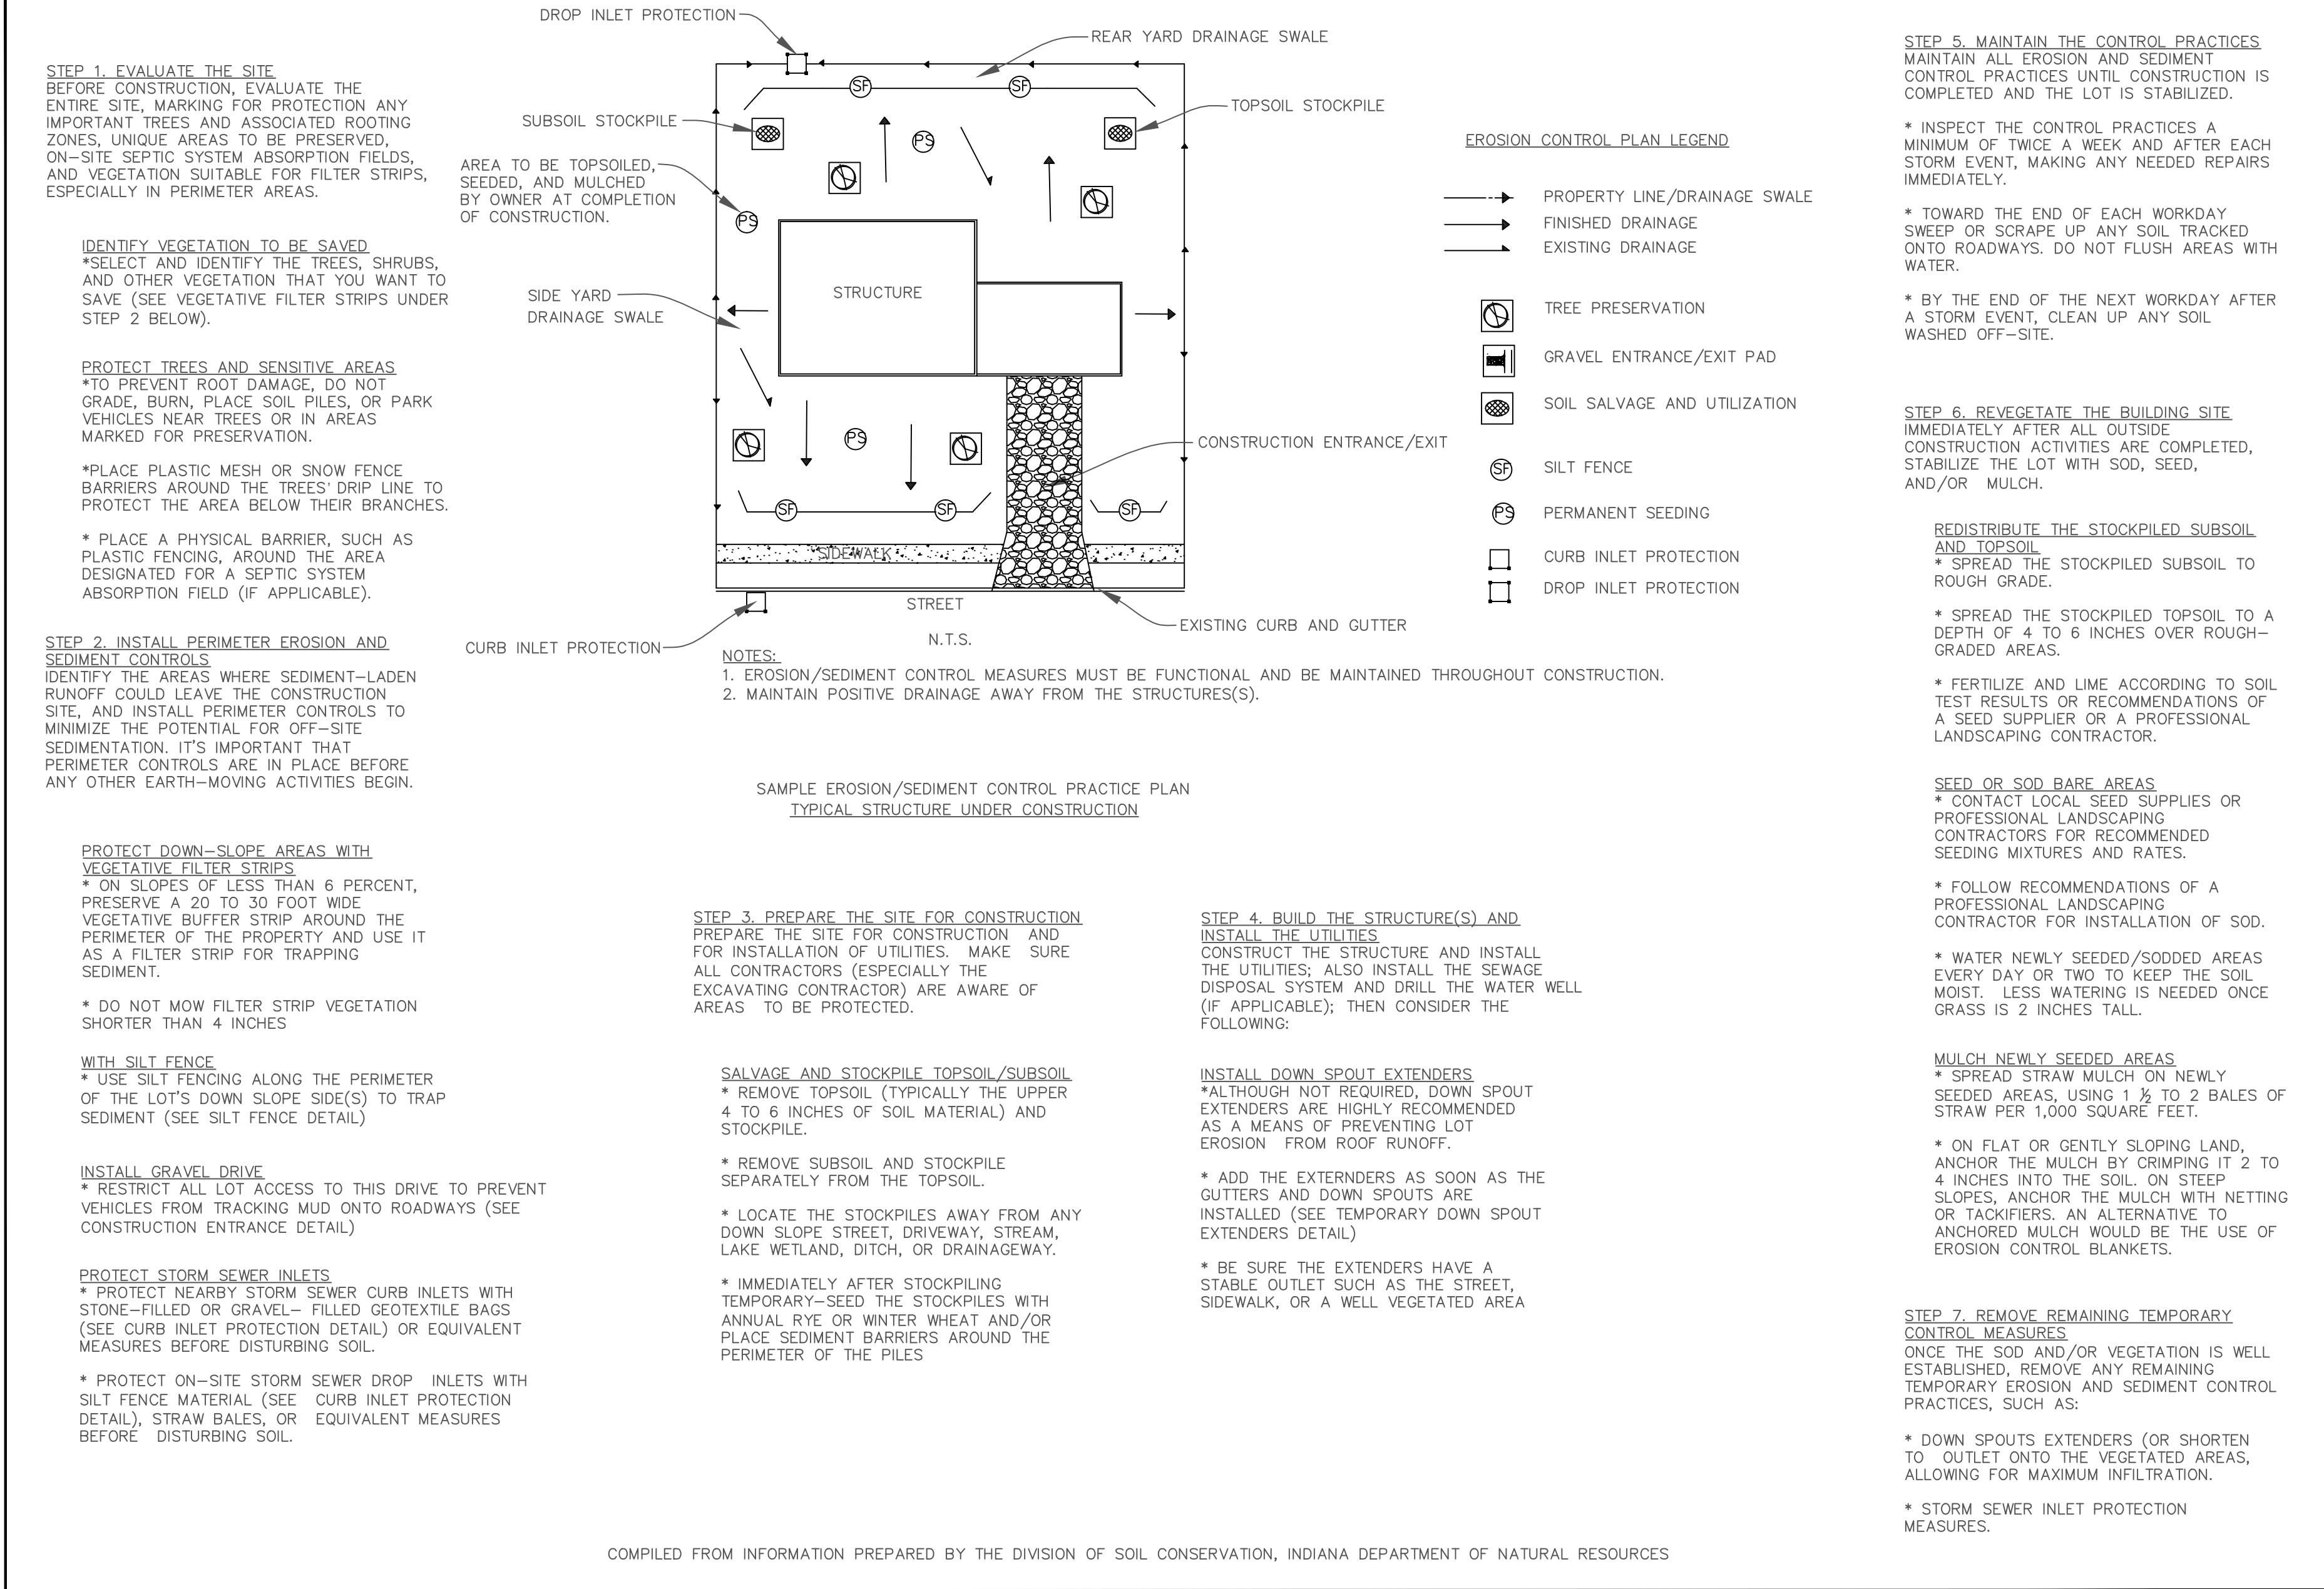 STEP 1. EVALUATE THE SITE
BEFORE CONSTRUCTION, EVALUATE THE
ENTIRE SITE, MARKING FOR PROTECTION ANY
IMPORTANT TREES AND ASSOCIATED ROOTING
ZONES, UNIQUE AREAS TO BE PRESERVED,
ON-SITE SEPTIC SYSTEM ABSORPTION FIELDS,
AND VEGETATION SUITABLE FOR FILTER STRIPS,
ESPECIALLY IN PERIMETER AREAS.
IDENTIFY VEGETATION TO BE SAVED
*SELECT AND IDENTIFY THE TREES, SHRUBS,
AND OTHER VEGETATION THAT YOU WANT TO
SAVE (SEE VEGETATIVE FILTER STRIPS UNDER
STEP 2 BELOW).
PROTECT TREES AND SENSITIVE AREAS
*TO PREVENT ROOT DAMAGE, DO NOT
GRADE, BURN, PLACE SOIL PILES, OR PARK
VEHICLES NEAR TREES OR IN AREAS
MARKED FOR PRESERVATION.
*PLACE PLASTIC MESH OR SNOW FENCE
BARRIERS AROUND THE TREES' DRIP LINE TO
PROTECT THE AREA BELOW THEIR BRANCHES.
* PLACE A PHYSICAL BARRIER, SUCH AS
PLASTIC FENCING, AROUND THE AREA
DESIGNATED FOR A SEPTIC SYSTEM
ABSORPTION FIELD (IF APPLICABLE).
STEP 2. INSTALL PERIMETER EROSION AND
SEDIMENT CONTROLS
IDENTIFY THE AREAS WHERE SEDIMENT-LADEN
RUNOFF COULD LEAVE THE CONSTRUCTION
SITE, AND INSTALL PERIMETER CONTROLS TO
MINIMIZE THE POTENTIAL FOR OFF-SITE
SEDIMENTATION. IT'S IMPORTANT THAT
PERIMETER CONTROLS ARE IN PLACE BEFORE
ANY OTHER EARTH-MOVING ACTIVITIES BEGIN.
PROTECT DOWN-SLOPE AREAS WITH
VEGETATIVE FILTER STRIPS
* ON SLOPES OF LESS THAN 6 PERCENT,
PRESERVE A 20 TO 30 FOOT WIDE
VEGETATIVE BUFFER STRIP AROUND THE
PERIMETER OF THE PROPERTY AND USE IT
AS A FILTER STRIP FOR TRAPPING
SEDIMENT.
* DO NOT MOW FILTER STRIP VEGETATION
SHORTER THAN 4 INCHES
WITH SILT FENCE
* USE SILT FENCING ALONG THE PERIMETER
OF THE LOT'S DOWN SLOPE SIDE(S) TO TRAP
SEDIMENT (SEE SILT FENCE DETAIL)
INSTALL GRAVEL DRIVE
* RESTRICT ALL LOT ACCESS TO THIS DRIVE TO PREVENT
VEHICLES FROM TRACKING MUD ONTO ROADWAYS (SEE
CONSTRUCTION ENTRANCE DETAIL)
PROTECT STORM SEWER INLETS
* PROTECT NEARBY STORM SEWER CURB INLETS WITH
STONE-FILLED OR GRAVEL- FILLED GEOTEXTILE BAGS
(SEE CURB INLET PROTECTION DETAIL) OR EQUIVALENT
MEASURES BEFORE DISTURBING SOIL.
* PROTECT ON-SITE STORM SEWER DROP INLETS WITH
SILT FENCE MATERIAL (SEE CURB INLET PROTECTION
DETAIL), STRAW BALES, OR EQUIVALENT MEASURES
BEFORE DISTURBING SOIL.
DROP INLET PROTECTION
REAR YARD DRAINAGE SWALE
SF
SF
SUBSOIL STOCKPILE
TOPSOIL STOCKPILE
PS
AREA TO BE TOPSOILED,
SEEDED, AND MULCHED
BY OWNER AT COMPLETION
OF CONSTRUCTION.
PS
STRUCTURE
SIDE YARD
DRAINAGE SWALE
PS
CONSTRUCTION ENTRANCE/EXIT
SF
SF
SF
SIDEWALK
STREET
CURB INLET PROTECTION
EXISTING CURB AND GUTTER
N.T.S.
NOTES:
1. EROSION/SEDIMENT CONTROL MEASURES MUST BE FUNCTIONAL AND BE MAINTAINED THROUGHOUT CONSTRUCTION.
2. MAINTAIN POSITIVE DRAINAGE AWAY FROM THE STRUCTURES(S).
EROSION CONTROL PLAN LEGEND
PROPERTY LINE/DRAINAGE SWALE
FINISHED DRAINAGE
EXISTING DRAINAGE
TREE PRESERVATION
GRAVEL ENTRANCE/EXIT PAD
SOIL SALVAGE AND UTILIZATION
SF SILT FENCE
PS PERMANENT SEEDING
CURB INLET PROTECTION
DROP INLET PROTECTION
SAMPLE EROSION/SEDIMENT CONTROL PRACTICE PLAN
TYPICAL STRUCTURE UNDER CONSTRUCTION
STEP 3. PREPARE THE SITE FOR CONSTRUCTION
PREPARE THE SITE FOR CONSTRUCTION AND
FOR INSTALLATION OF UTILITIES. MAKE SURE
ALL CONTRACTORS (ESPECIALLY THE
EXCAVATING CONTRACTOR) ARE AWARE OF
AREAS TO BE PROTECTED.
SALVAGE AND STOCKPILE TOPSOIL/SUBSOIL
* REMOVE TOPSOIL (TYPICALLY THE UPPER
4 TO 6 INCHES OF SOIL MATERIAL) AND
STOCKPILE.
* REMOVE SUBSOIL AND STOCKPILE
SEPARATELY FROM THE TOPSOIL.
* LOCATE THE STOCKPILES AWAY FROM ANY
DOWN SLOPE STREET, DRIVEWAY, STREAM,
LAKE WETLAND, DITCH, OR DRAINAGEWAY.
* IMMEDIATELY AFTER STOCKPILING
TEMPORARY-SEED THE STOCKPILES WITH
ANNUAL RYE OR WINTER WHEAT AND/OR
PLACE SEDIMENT BARRIERS AROUND THE
PERIMETER OF THE PILES
STEP 4. BUILD THE STRUCTURE(S) AND
INSTALL THE UTILITIES
CONSTRUCT THE STRUCTURE AND INSTALL
THE UTILITIES; ALSO INSTALL THE SEWAGE
DISPOSAL SYSTEM AND DRILL THE WATER WELL
(IF APPLICABLE); THEN CONSIDER THE
FOLLOWING:
INSTALL DOWN SPOUT EXTENDERS
*ALTHOUGH NOT REQUIRED, DOWN SPOUT
EXTENDERS ARE HIGHLY RECOMMENDED
AS A MEANS OF PREVENTING LOT
EROSION FROM ROOF RUNOFF.
* ADD THE EXTERNDERS AS SOON AS THE
GUTTERS AND DOWN SPOUTS ARE
INSTALLED (SEE TEMPORARY DOWN SPOUT
EXTENDERS DETAIL)
* BE SURE THE EXTENDERS HAVE A
STABLE OUTLET SUCH AS THE STREET,
SIDEWALK, OR A WELL VEGETATED AREA
STEP 5. MAINTAIN THE CONTROL PRACTICES
MAINTAIN ALL EROSION AND SEDIMENT
CONTROL PRACTICES UNTIL CONSTRUCTION IS
COMPLETED AND THE LOT IS STABILIZED.
* INSPECT THE CONTROL PRACTICES A
MINIMUM OF TWICE A WEEK AND AFTER EACH
STORM EVENT, MAKING ANY NEEDED REPAIRS
IMMEDIATELY.
* TOWARD THE END OF EACH WORKDAY
SWEEP OR SCRAPE UP ANY SOIL TRACKED
ONTO ROADWAYS. DO NOT FLUSH AREAS WITH
WATER.
* BY THE END OF THE NEXT WORKDAY AFTER
A STORM EVENT, CLEAN UP ANY SOIL
WASHED OFF-SITE.
STEP 6. REVEGETATE THE BUILDING SITE
IMMEDIATELY AFTER ALL OUTSIDE
CONSTRUCTION ACTIVITIES ARE COMPLETED,
STABILIZE THE LOT WITH SOD, SEED,
AND/OR MULCH.
REDISTRIBUTE THE STOCKPILED SUBSOIL
AND TOPSOIL
* SPREAD THE STOCKPILED SUBSOIL TO
ROUGH GRADE.
* SPREAD THE STOCKPILED TOPSOIL TO A
DEPTH OF 4 TO 6 INCHES OVER ROUGH-
GRADED AREAS.
* FERTILIZE AND LIME ACCORDING TO SOIL
TEST RESULTS OR RECOMMENDATIONS OF
A SEED SUPPLIER OR A PROFESSIONAL
LANDSCAPING CONTRACTOR.
SEED OR SOD BARE AREAS
* CONTACT LOCAL SEED SUPPLIES OR
PROFESSIONAL LANDSCAPING
CONTRACTORS FOR RECOMMENDED
SEEDING MIXTURES AND RATES.
* FOLLOW RECOMMENDATIONS OF A
PROFESSIONAL LANDSCAPING
CONTRACTOR FOR INSTALLATION OF SOD.
* WATER NEWLY SEEDED/SODDED AREAS
EVERY DAY OR TWO TO KEEP THE SOIL
MOIST. LESS WATERING IS NEEDED ONCE
GRASS IS 2 INCHES TALL.
MULCH NEWLY SEEDED AREAS
* SPREAD STRAW MULCH ON NEWLY
SEEDED AREAS, USING 1 ½ TO 2 BALES OF
STRAW PER 1,000 SQUARE FEET.
* ON FLAT OR GENTLY SLOPING LAND,
ANCHOR THE MULCH BY CRIMPING IT 2 TO
4 INCHES INTO THE SOIL. ON STEEP
SLOPES, ANCHOR THE MULCH WITH NETTING
OR TACKIFIERS. AN ALTERNATIVE TO
ANCHORED MULCH WOULD BE THE USE OF
EROSION CONTROL BLANKETS.
STEP 7. REMOVE REMAINING TEMPORARY
CONTROL MEASURES
ONCE THE SOD AND/OR VEGETATION IS WELL
ESTABLISHED, REMOVE ANY REMAINING
TEMPORARY EROSION AND SEDIMENT CONTROL
PRACTICES, SUCH AS:
* DOWN SPOUTS EXTENDERS (OR SHORTEN
TO OUTLET ONTO THE VEGETATED AREAS,
ALLOWING FOR MAXIMUM INFILTRATION.
* STORM SEWER INLET PROTECTION
MEASURES.
COMPILED FROM INFORMATION PREPARED BY THE DIVISION OF SOIL CONSERVATION, INDIANA DEPARTMENT OF NATURAL RESOURCES